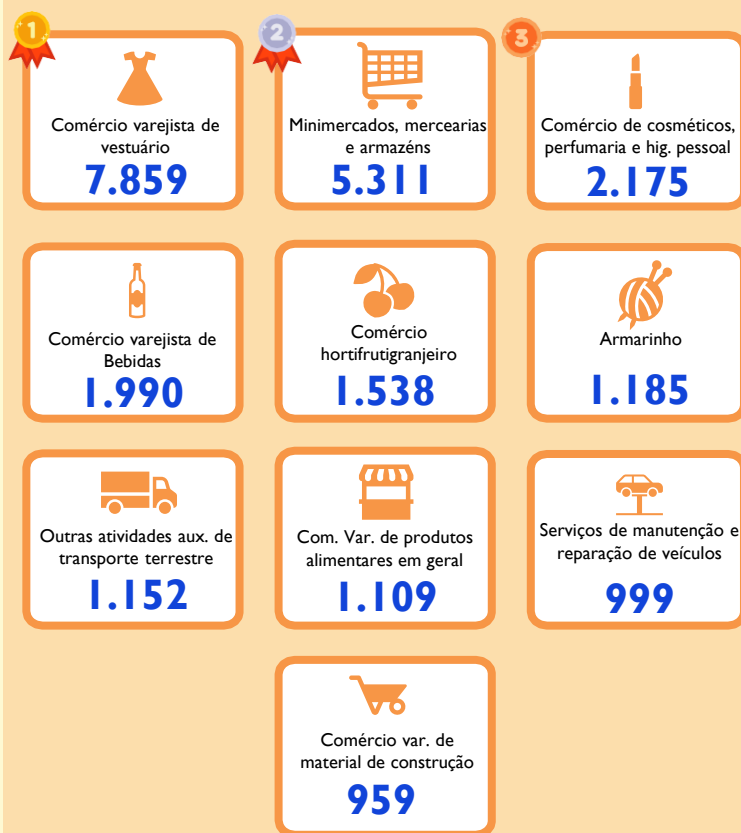 1
Comércio varejista de
vestuário
7.859
2
Minimercados, mercearias
e armazéns
5.311
3
Comércio de cosméticos,
perfumaria e hig. pessoal
2.175
Comércio varejista de
Bebidas
1.990
Comércio
hortifrutigranjeiro
1.538
Armarinho
1.185
Outras atividades aux. de
transporte terrestre
1.152
Com. Var. de produtos
alimentares em geral
1.109
Serviços de manutenção e
reparação de veículos
999
Comércio var. de
material de construção
959